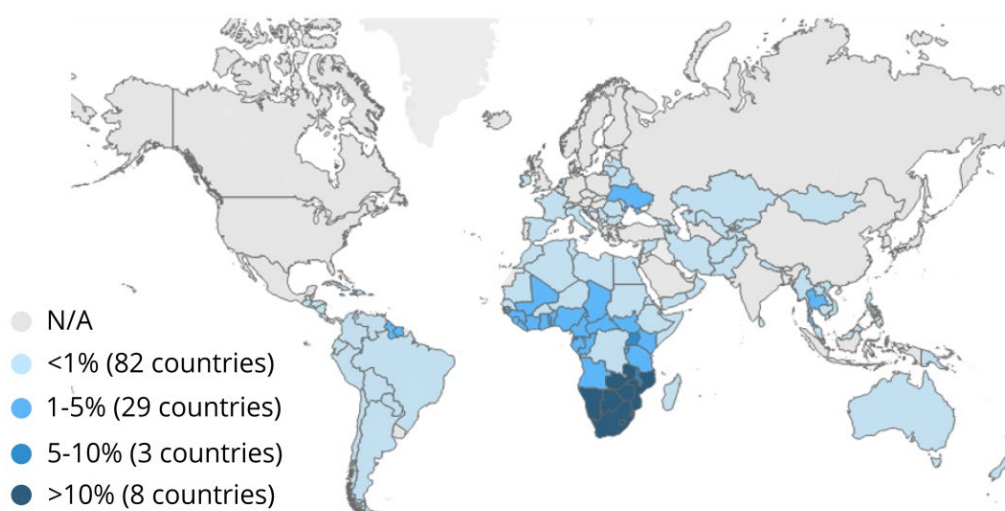 N/A
<1% (82 countries)
1-5% (29 countries)
5-10% (3 countries)
>10% (8 countries)